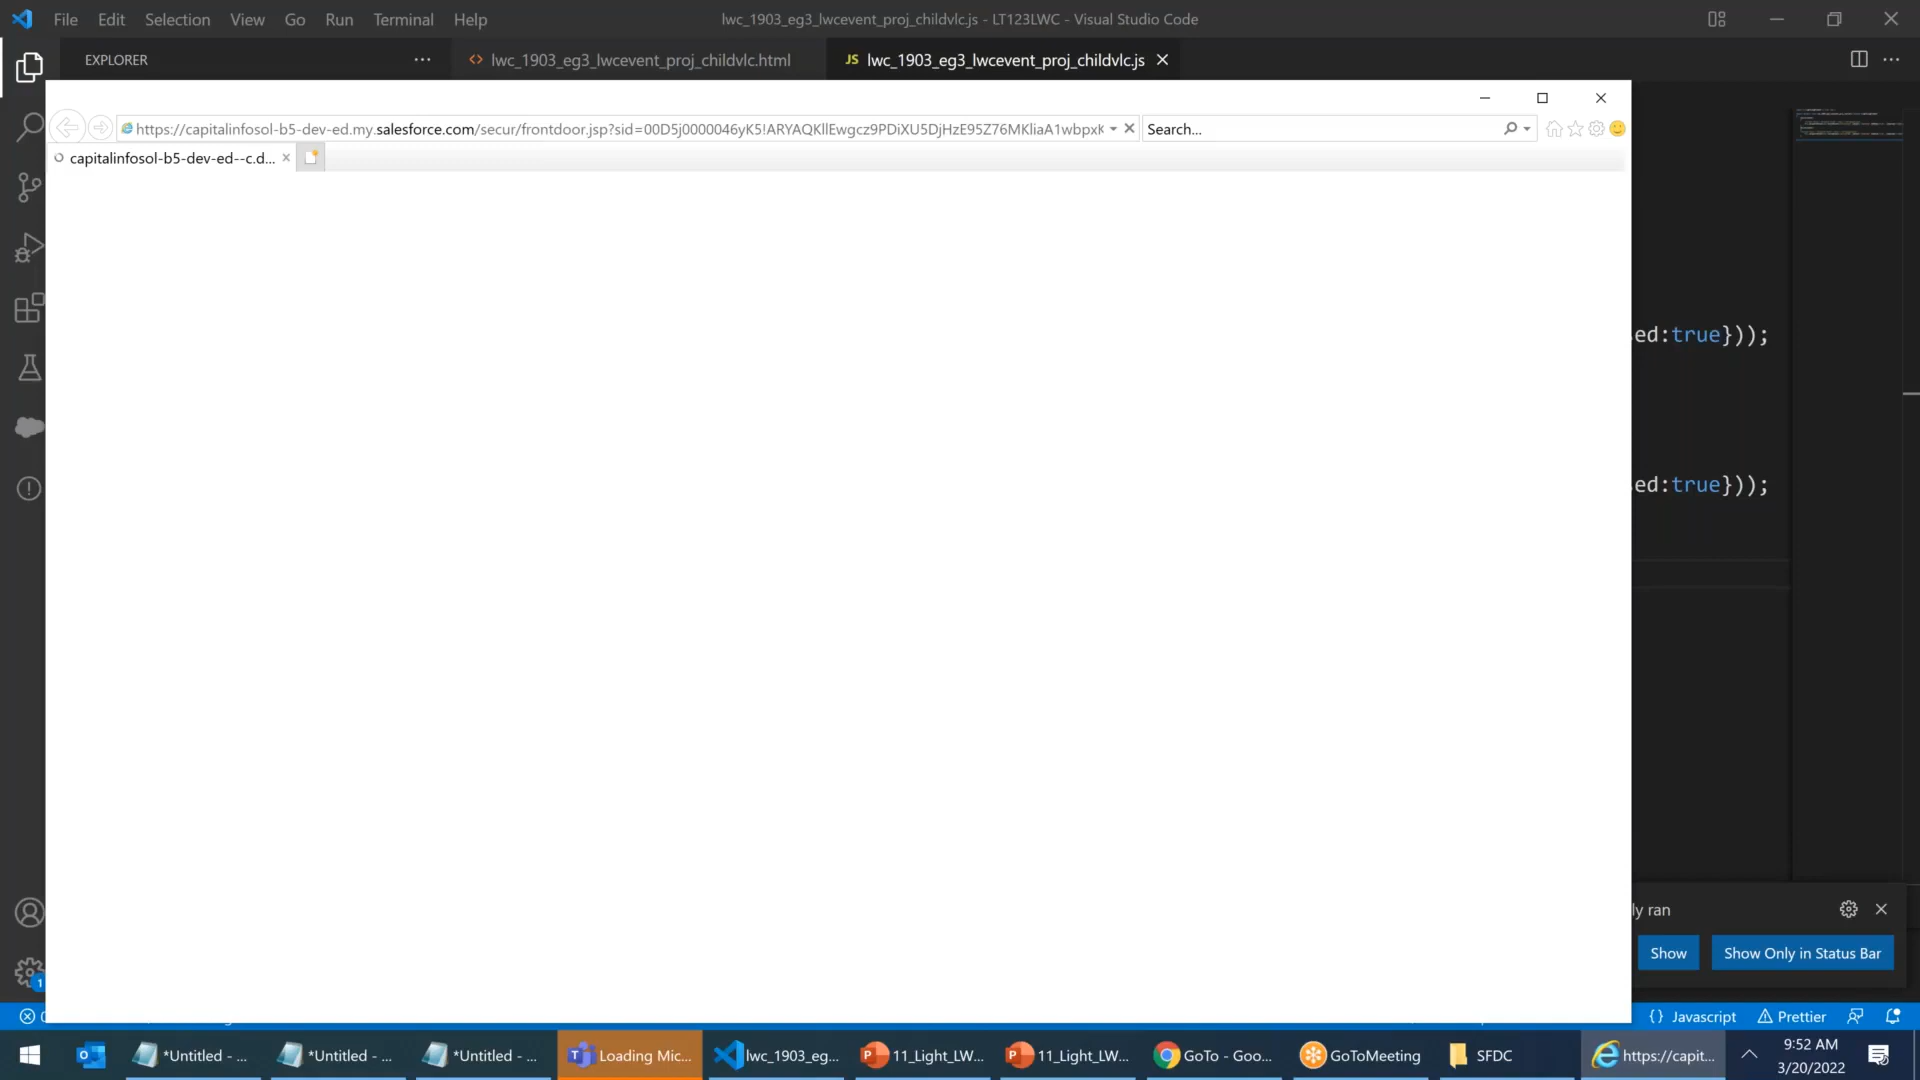 File Edit Selection View Go Run Terminal Help
lwc_1903_eg3_lwcevent_proj_childvlc.js - LT123LWC - Visual Studio Code
EXPLORER
lwc_1903_eg3_lwcevent_proj_childvlc.html
JS lwc_1903_eg3_lwcevent_proj_childvlc.js
https://capitalinfosol-b5-dev-ed.my.salesforce.com/secur/frontdoor.jsp?sid=00D5j0000046yK5!ARYAQKllEwgcz9PDiXU5DjHzE95Z76MKliaA1wbpxK
Search...
capitalinfosol-b5-dev-ed--c.d...
ed:true}));
ed:true}));
ly ran
Show
Show Only in Status Bar
1
{} Javascript
Prettier
*Untitled - ...
*Untitled - ...
*Untitled - ...
Loading Mic...
lwc_1903_eg...
11_Light_LW...
11_Light_LW...
GoTo - Goo...
GoToMeeting
SFDC
https://capit...
9:52 AM
3/20/2022